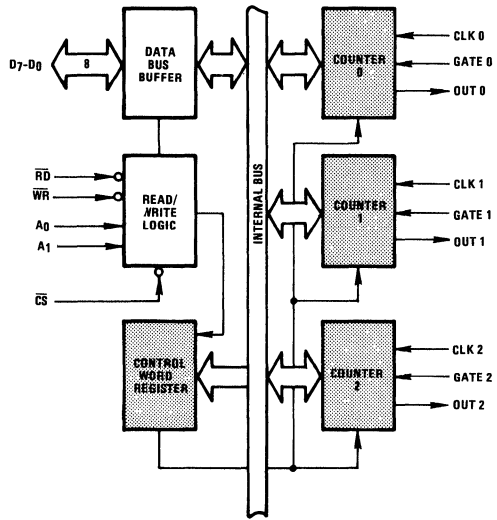 D7-D0
8
DATA
BUS
BUFFER
COUNTER
0
CLK 0
GATE 0
OUT 0
RD
WR
A0
A1
CS
READ/
WRITE
LOGIC
INTERNAL BUS
COUNTER
1
CLK 1
GATE 1
OUT 1
CONTROL
WORD
REGISTER
COUNTER
2
CLK 2
GATE 2
OUT 2